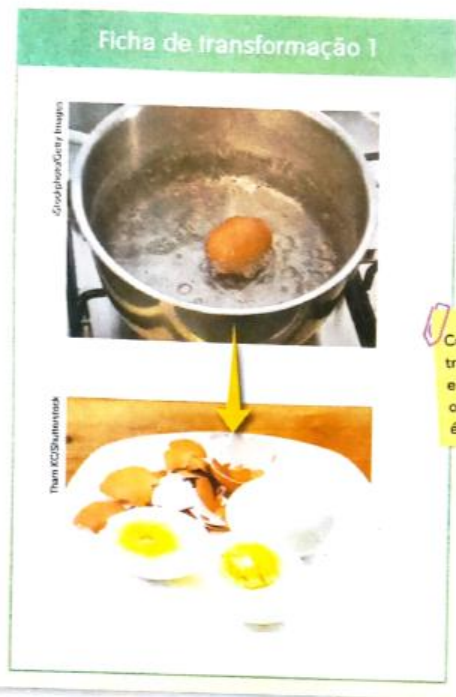 Ficha de transformação 1
iStockphoto/Getty Images
Tham KC/Shutterstock